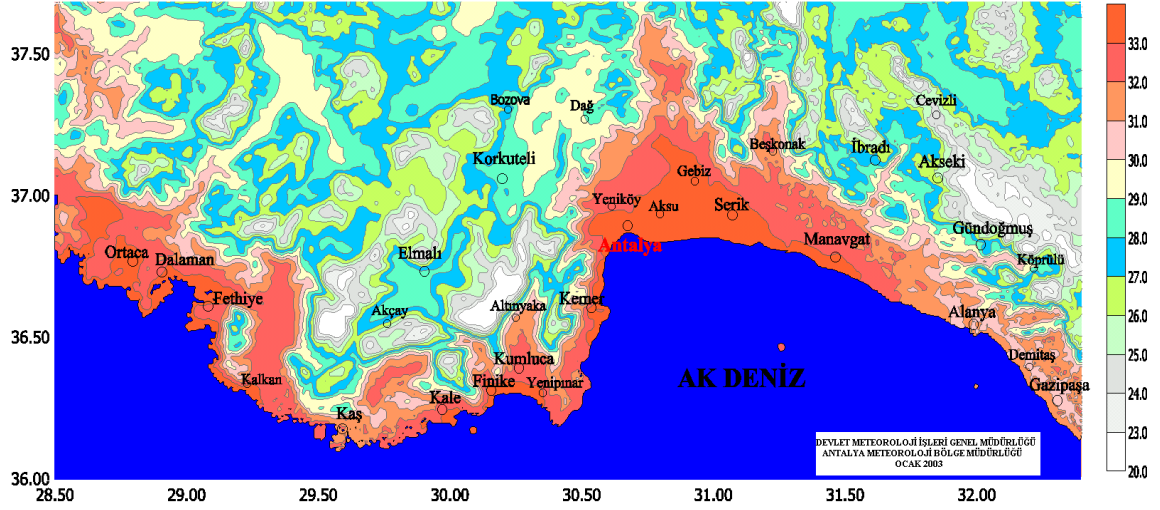 37.50
37.00
36.50
36.00
28.50
29.00
29.50
30.00
30.50
31.00
31.50
32.00
33.0
32.0
31.0
30.0
29.0
28.0
27.0
26.0
25.0
24.0
23.0
20.0
Bozova
Dağ
Cevizli
Korkuteli
Beşkonak
İbradı
Akseki
Gebiz
Yeniköy
Aksu
Serik
Antalya
Manavgat
Gündoğmuş
Köprülü
Ortaca
Dalaman
Elmalı
Fethiye
Akçay
Altınyaka
Kemer
Alanya
Kumluca
Demitaş
Kalkan
Finike
Yenipınar
Gazipaşa
Kale
Kaş
AK DENİZ
DEVLET METEOROLOJİ İŞLERİ GENEL MÜDÜRLÜĞÜ
ANTALYA METEOROLOJİ BÖLGE MÜDÜRLÜĞÜ
OCAK 2003